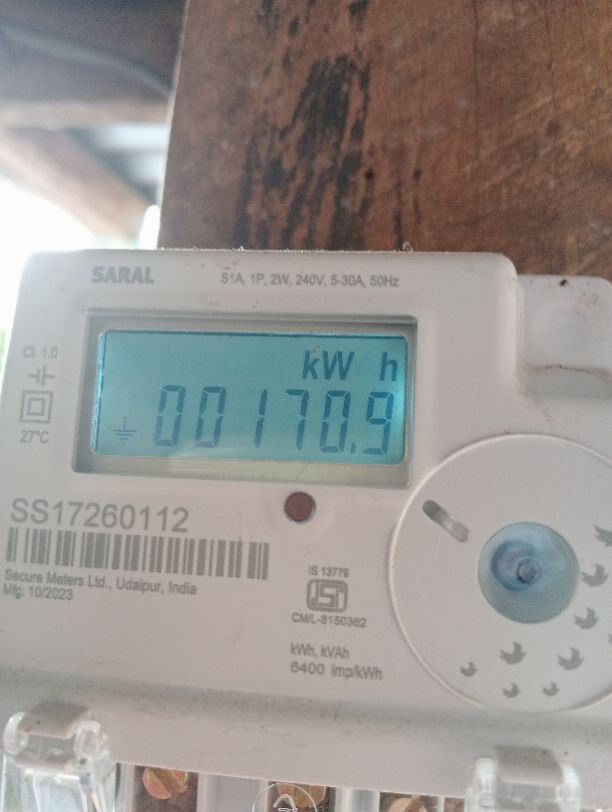 SARAL
S1A, 1P, 2W, 240V, 5-30A, 50Hz
Cl. 1.0
27°C
kW h
00170.9
SS17260112
Secure Meters Ltd., Udaipur, India
Mfg: 10/2023
IS 13779
ISI
CM/L-8150362
kWh, kVAh
6400 imp/kWh